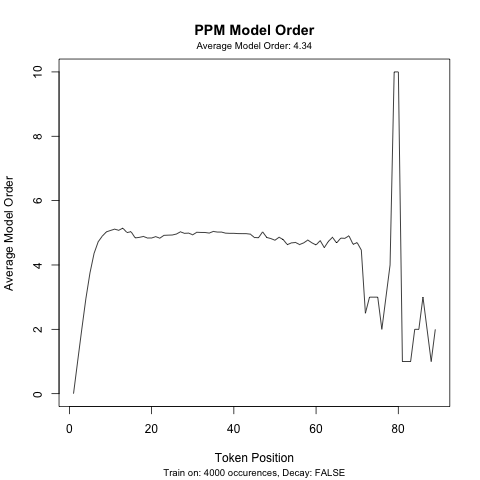 PPM Model Order
Average Model Order: 4.34
Average Model Order
10
8
6
4
2
0
0 20 40 60 80
Token Position
Train on: 4000 occurences, Decay: FALSE